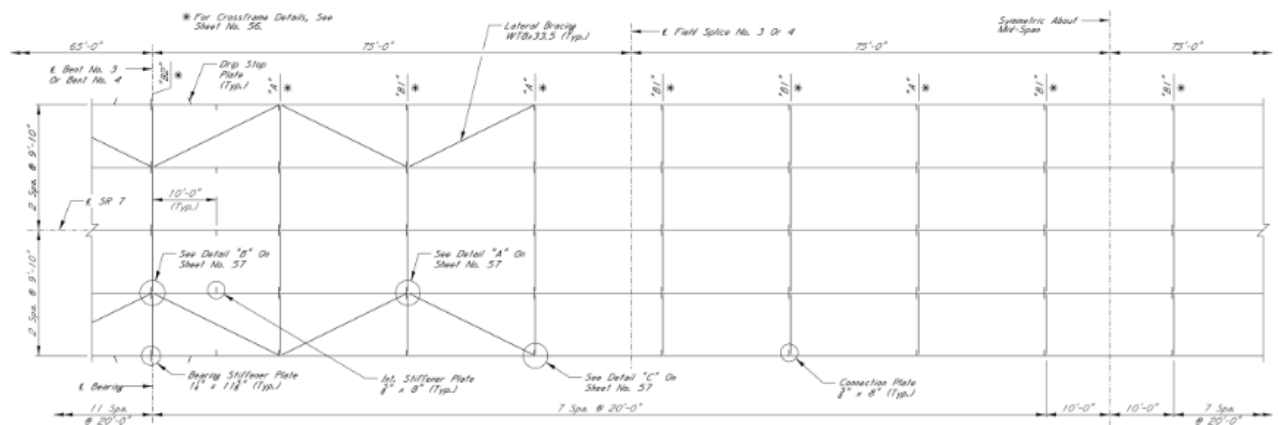 * For Crossframe Details, See
Sheet No. 56.
Lateral Bracing
WT8x33.5 (Typ.)
℄ Field Splice No. 3 Or 4
Symmetric About
Mid-Span
65'-0"
75'-0"
75'-0"
75'-0"
℄ Bent No. 3
Or Bent No. 4
"B2" *
Drip Stop
Plate
(Typ.)
"A" *
"B1" *
"A" *
"B1" *
"B1" *
"A" *
"B1" *
"B1" *
2 Spa. @ 9'-10"
2 Spa. @ 9'-10"
℄ SR 7
10'-0"
(Typ.)
See Detail "B" On
Sheet No. 57
See Detail "A" On
Sheet No. 57
℄ Bearing
Bearing Stiffener Plate
(Typ.)
Int. Stiffener Plate
x 8" (Typ.)
See Detail "C" On
Sheet No. 57
Connection Plate
x 8" (Typ.)
11 Spa.
@ 20'-0"
7 Spa @ 20'-0"
10'-0"
10'-0"
7 Spa
@ 20'-0"